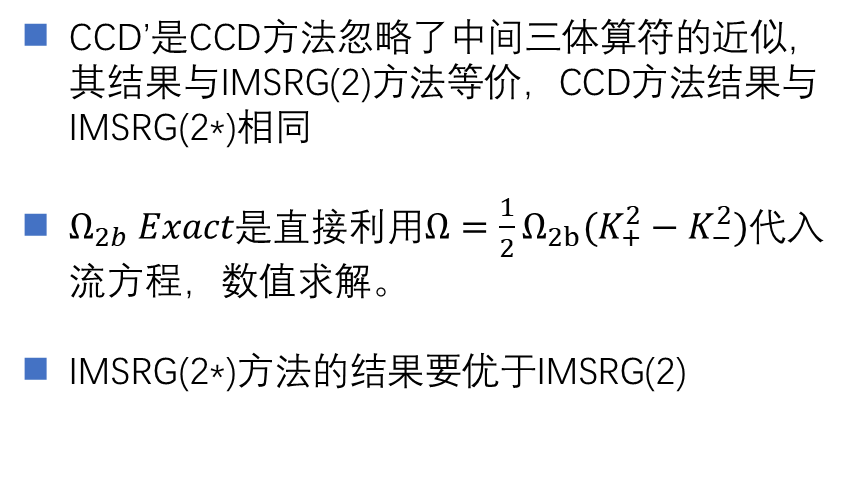 CCD’是CCD方法忽略了中间三体算符的近似，
其结果与IMSRG(2)方法等价，CCD方法结果与
IMSRG(2*)相同
Ω₂b Exact是直接利用Ω = 1/2 Ω₂b(K₊² − K₋²)代入
流方程，数值求解。
IMSRG(2*)方法的结果要优于IMSRG(2)